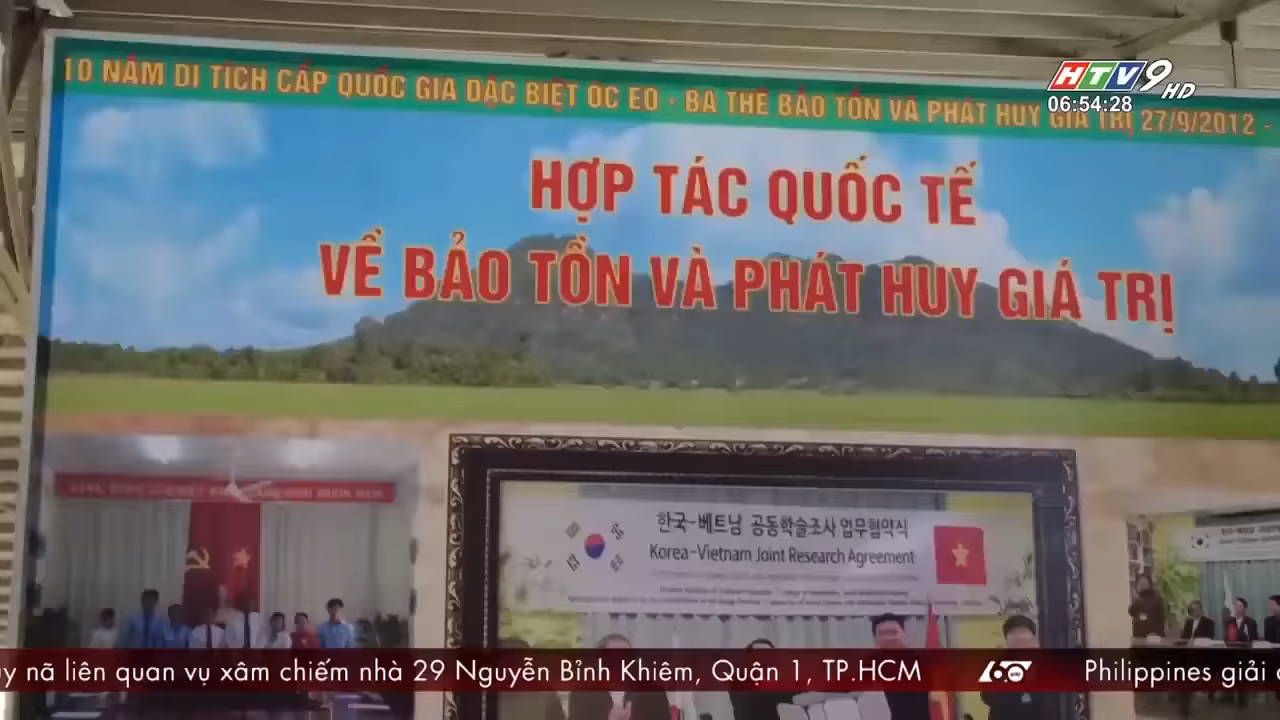 10 NĂM DI TÍCH CẤP QUỐC GIA ĐẶC BIỆT ÓC EO - BA THÊ BẢO TỒN VÀ PHÁT HUY GIÁ TRỊ 27/9/2012 -
HTV9 HD
06:54:28
HỢP TÁC QUỐC TẾ
VỀ BẢO TỒN VÀ PHÁT HUY GIÁ TRỊ
한국-베트남 공동학술조사 업무협약식
Korea-Vietnam Joint Research Agreement
nã liên quan vụ xâm chiếm nhà 29 Nguyễn Bỉnh Khiêm, Quận 1, TP.HCM 60 Philippines giải